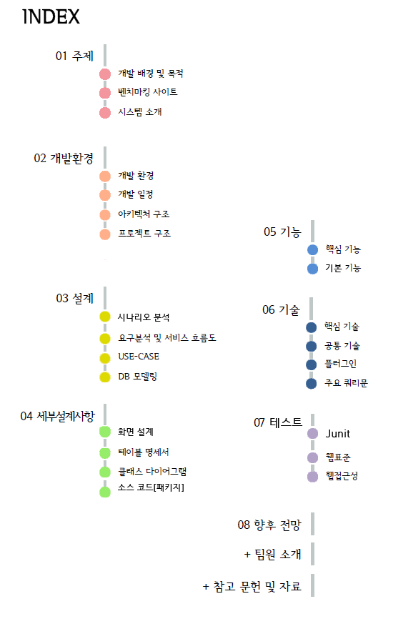 INDEX
01 주제
개발 배경 및 목적
벤치마킹 사이트
시스템 소개
02 개발환경
개발 환경
개발 일정
아키텍처 구조
프로젝트 구조
03 설계
시나리오 분석
요구분석 및 서비스 흐름도
USE-CASE
DB 모델링
04 세부설계사항
화면 설계
테이블 명세서
클래스 다이어그램
소스 코드[패키지]
05 기능
핵심 기능
기본 기능
06 기술
핵심 기술
공통 기술
플러그인
주요 쿼리문
07 테스트
Junit
웹표준
웹접근성
08 향후 전망
+ 팀원 소개
+ 참고 문헌 및 자료